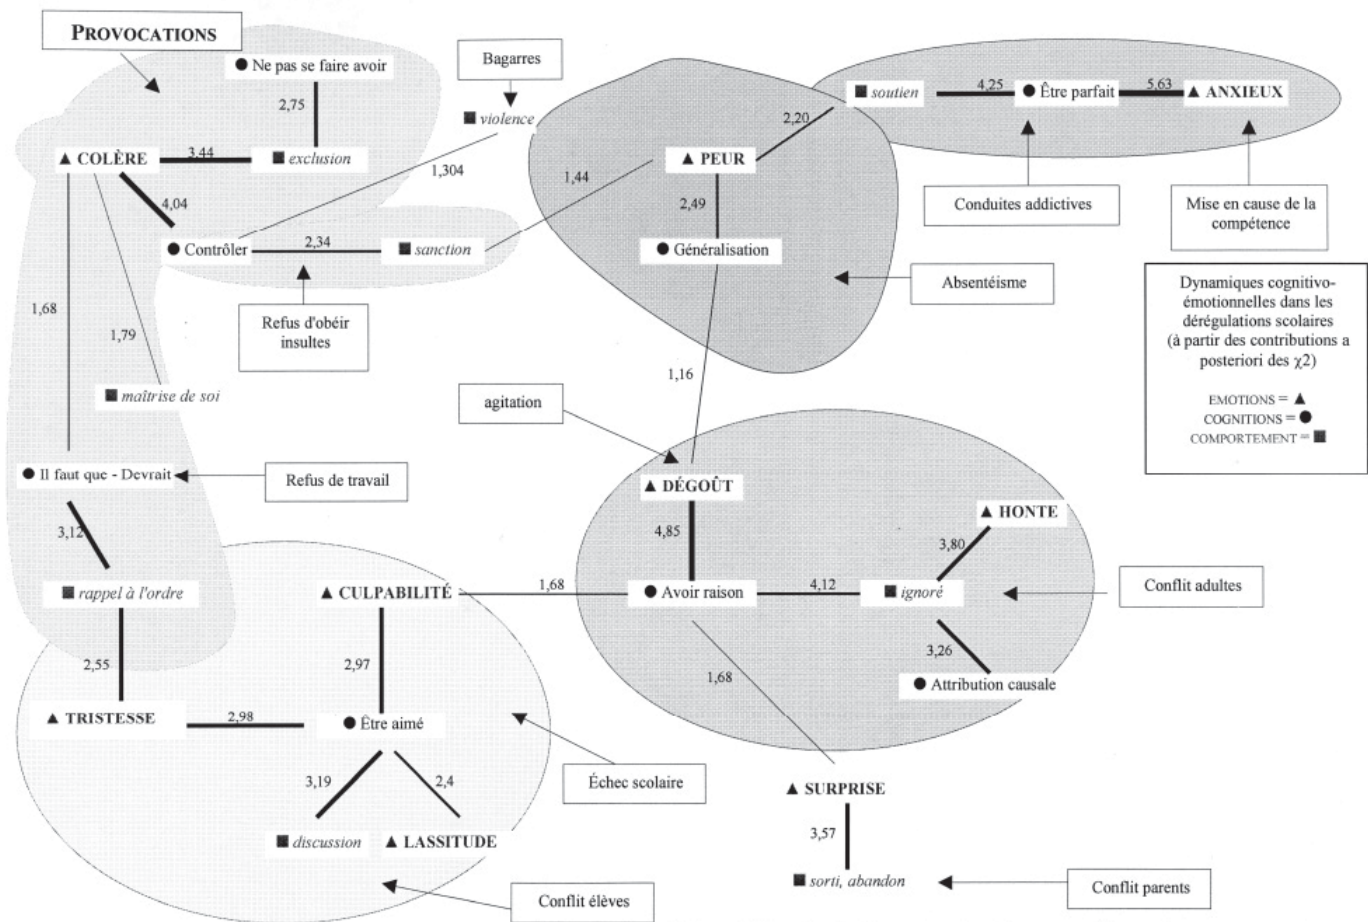 PROVOCATIONS
● Ne pas se faire avoir
Bagarres
2,75
■ violence
■ soutien
4,25
● Être parfait
5,63
▲ ANXIEUX
▲ COLÈRE
3,44
■ exclusion
1,304
2,20
▲ PEUR
1,44
4,04
2,49
Conduites addictives
Mise en cause de la
compétence
● Contrôler
2,34
■ sanction
● Généralisation
Absentéisme
1,68
1,79
Refus d'obéir
insultes
Dynamiques cognitivo-
émotionnelles dans les
dérégulations scolaires
(à partir des contributions a
posteriori des χ2)
EMOTIONS = ▲
COGNITIONS = ●
COMPORTEMENT = ■
1,16
■ maîtrise de soi
agitation
● Il faut que - Devrait
Refus de travail
▲ DÉGOÛT
▲ HONTE
3,12
4,85
3,80
■ rappel à l'ordre
▲ CULPABILITÉ
1,68
● Avoir raison
4,12
■ ignoré
Conflit adultes
2,55
2,97
3,26
1,68
● Attribution causale
▲ TRISTESSE
2,98
● Être aimé
3,19
2,4
Échec scolaire
▲ SURPRISE
■ discussion
▲ LASSITUDE
3,57
■ sorti, abandon
Conflit parents
Conflit élèves